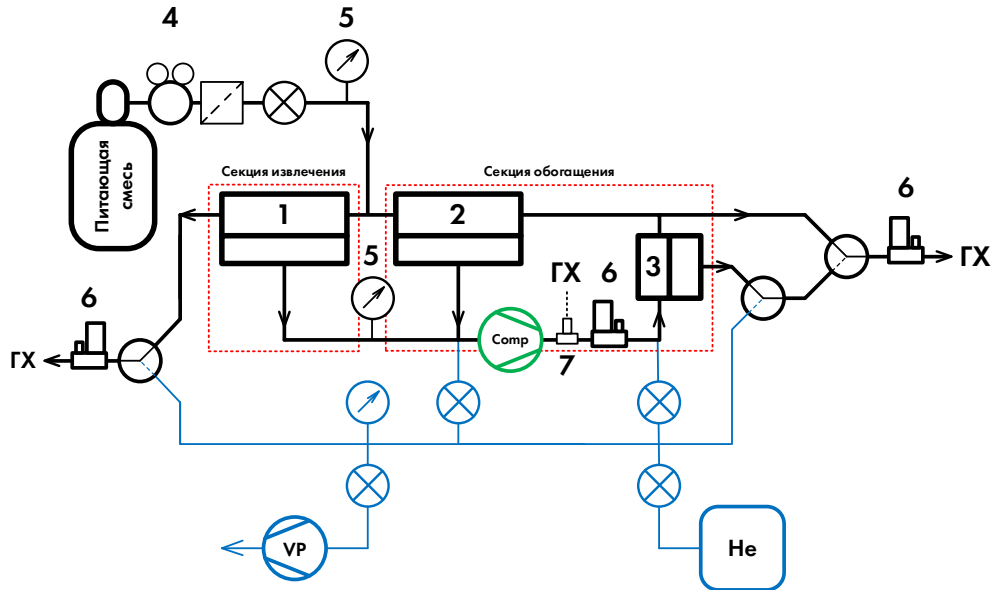 4
5
Питающая
смесь
Секция извлечения
Секция обогащения
1
2
6
ГХ
5
ГХ
6
3
6
ГХ
Comp
7
VP
He